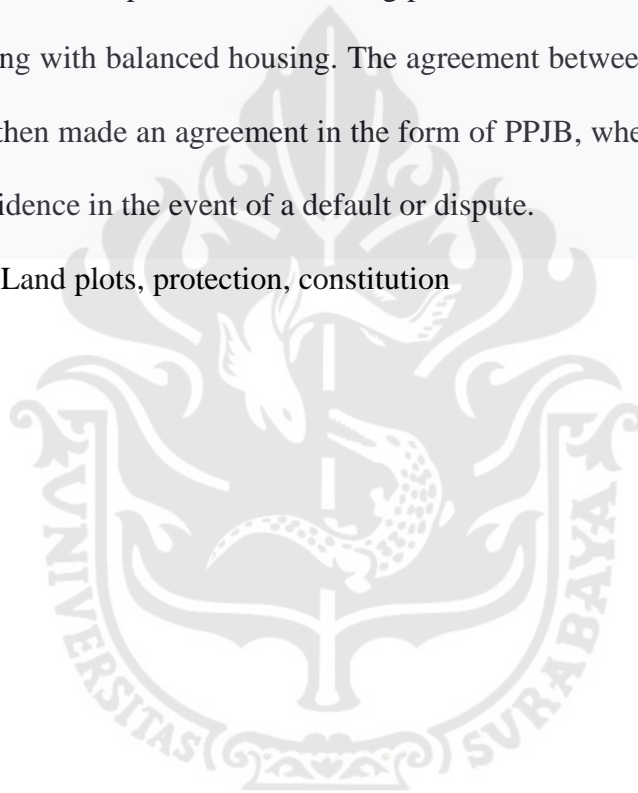 ng with balanced housing. The agreement betwee
then made an agreement in the form of PPJB, whe
idence in the event of a default or dispute.
Land plots, protection, constitution
UNIVERSITAS SURABAYA